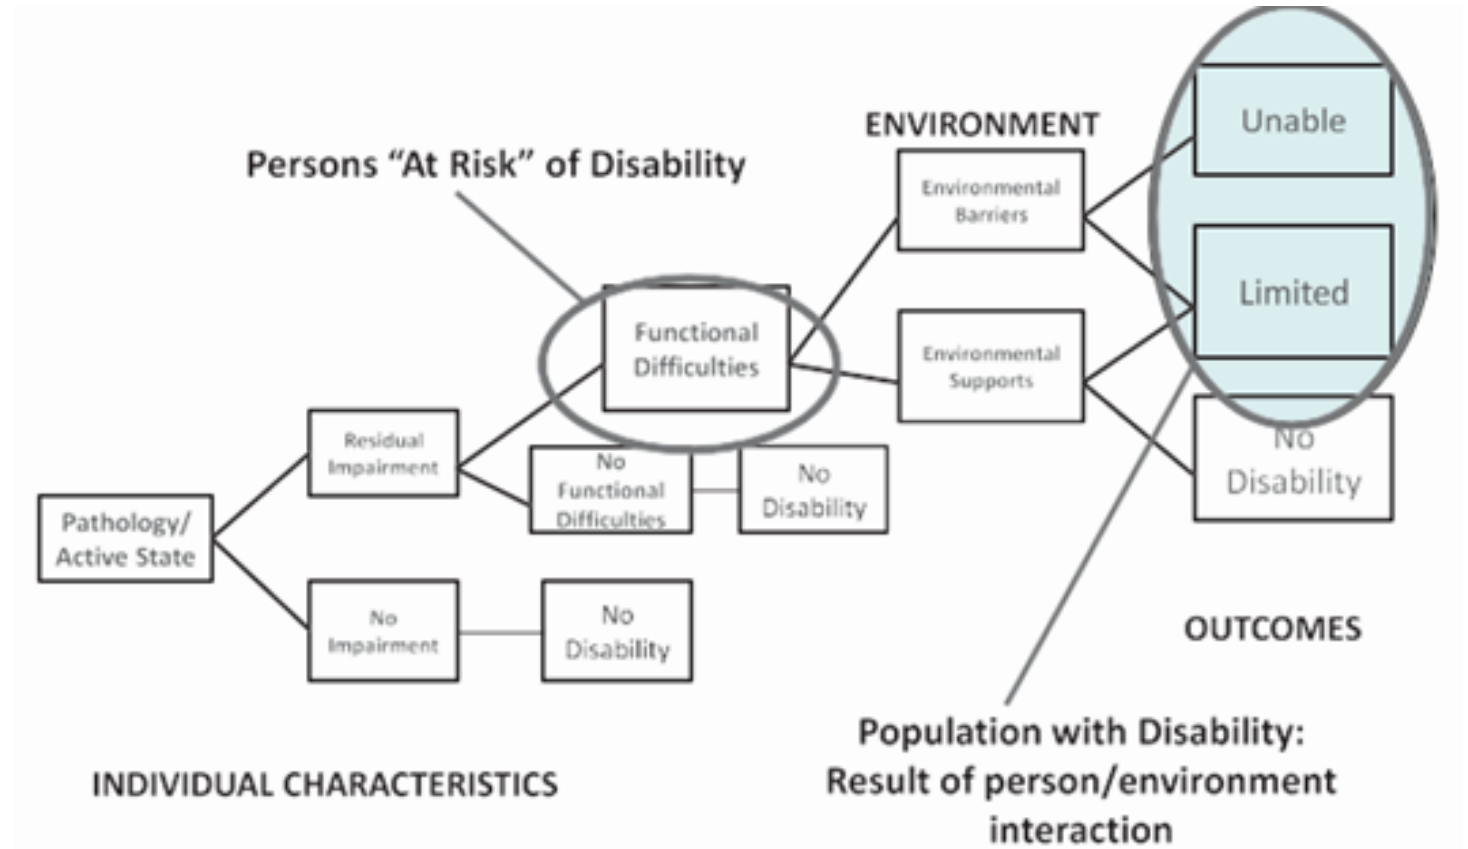 Unable
ENVIRONMENT
Persons “At Risk” of Disability
Environmental
Barriers
Limited
Functional
Difficulties
Environmental
Supports
Residual
Impairment
No
Functional
Difficulties
No
Disability
No
Disability
Pathology/
Active State
No
Impairment
No
Disability
OUTCOMES
Population with Disability:
Result of person/environment
interaction
INDIVIDUAL CHARACTERISTICS